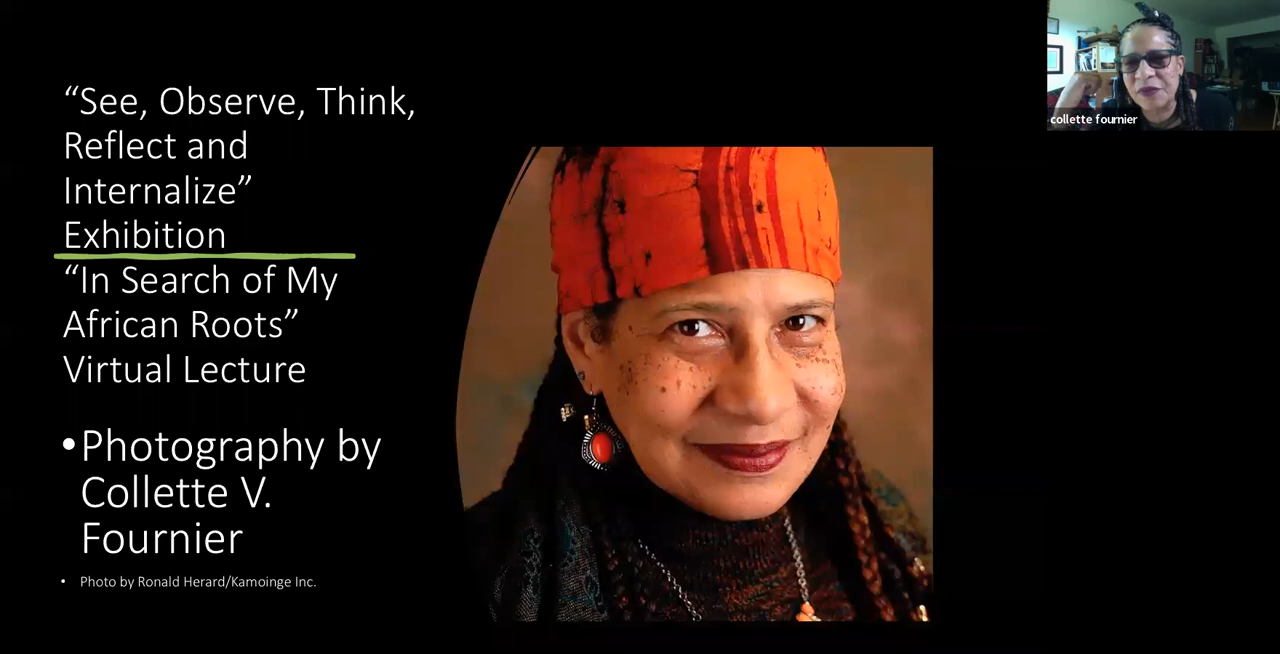 “See, Observe, Think,
Reflect and
Internalize”
Exhibition
“In Search of My
African Roots”
Virtual Lecture
•Photography by
Collette V.
Fournier
• Photo by Ronald Herard/Kamoinge Inc.
collette fournier